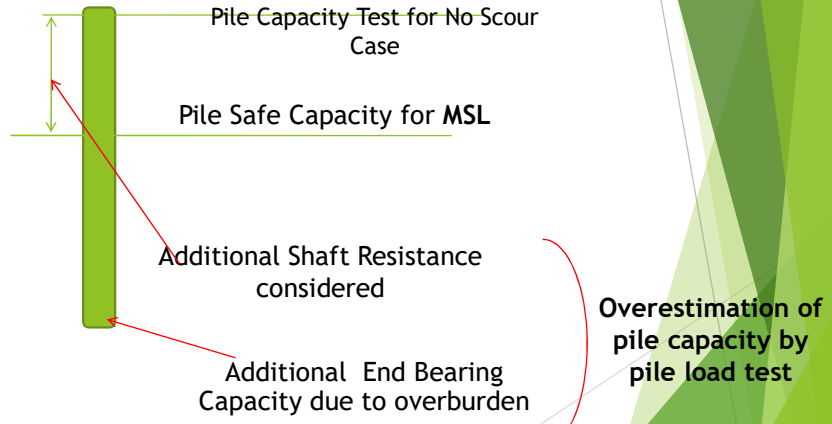 Pile Capacity Test for No Scour
Case
Pile Safe Capacity for MSL
Additional Shaft Resistance
considered
Overestimation of
pile capacity by
pile load test
Additional End Bearing
Capacity due to overburden